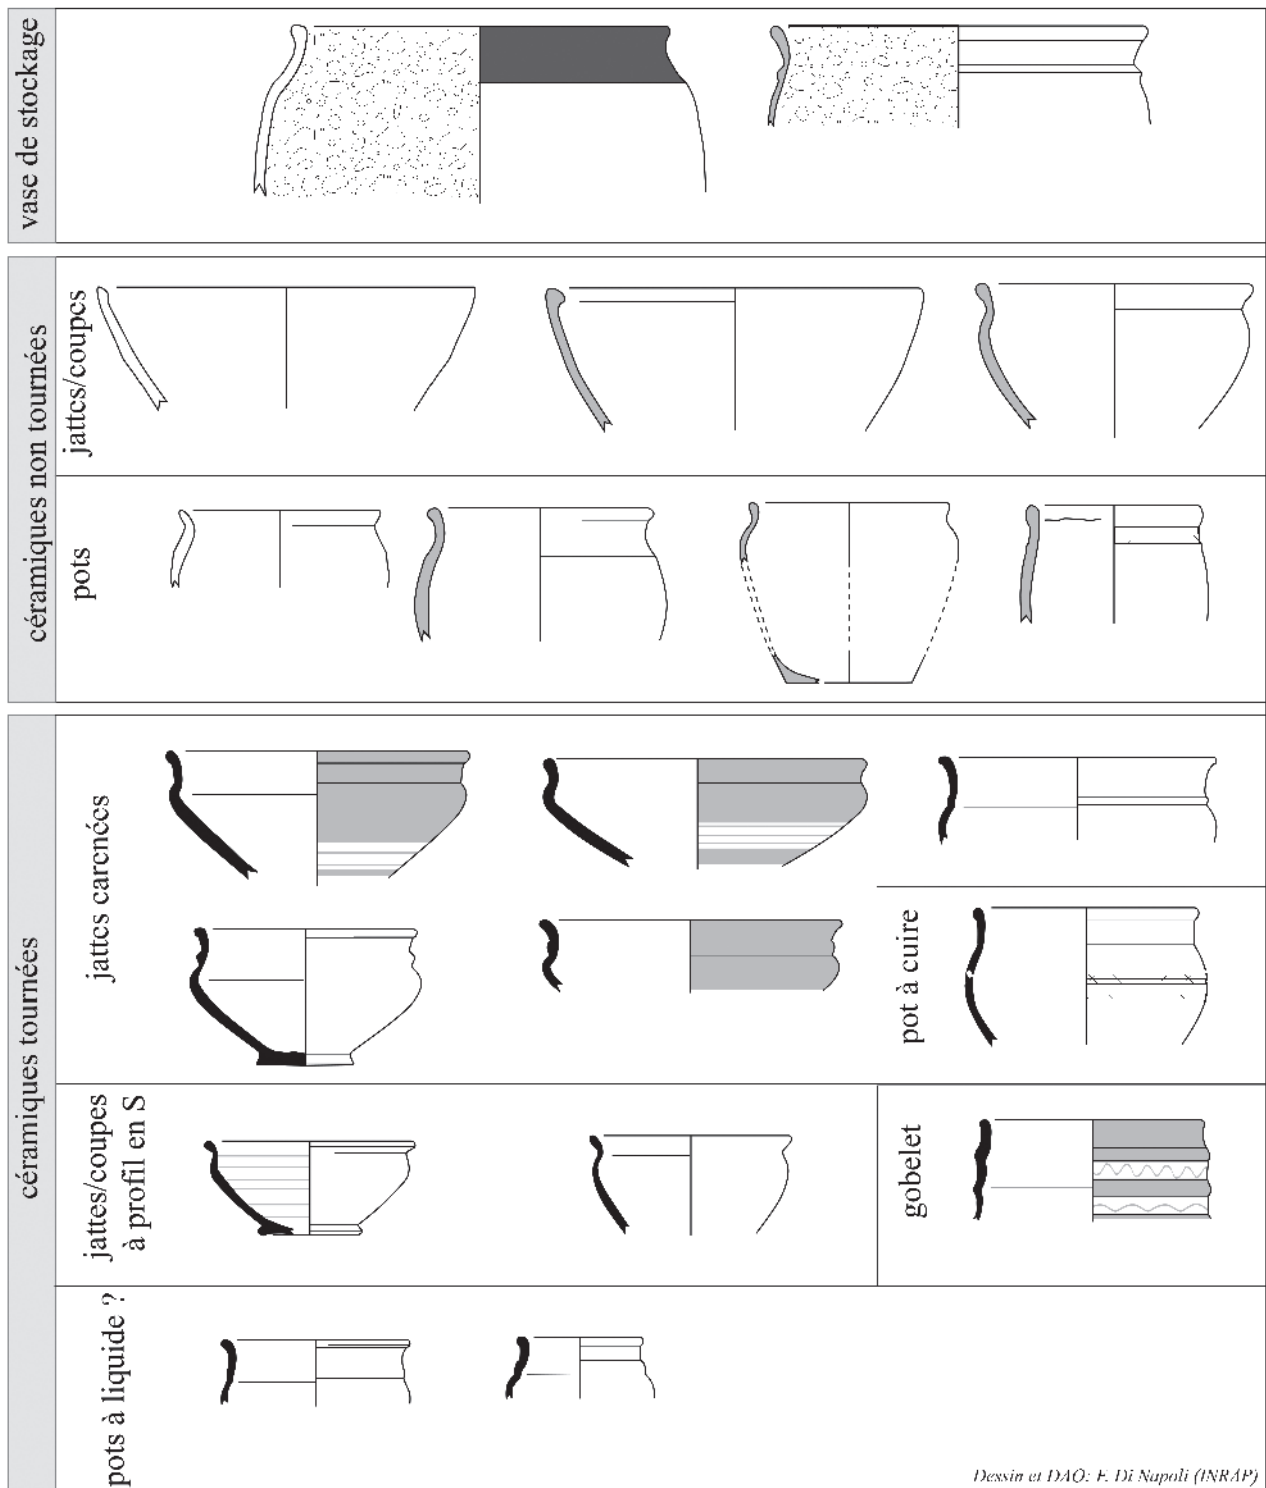 vase de stockage
céramiques non tournées
jattes/coupes
pots
céramiques tournées
jattes carénées
pot à cuire
jattes/coupes
à profil en S
gobelet
pots à liquide ?
Dessin et DAO: F. Di Napoli (INRAP)